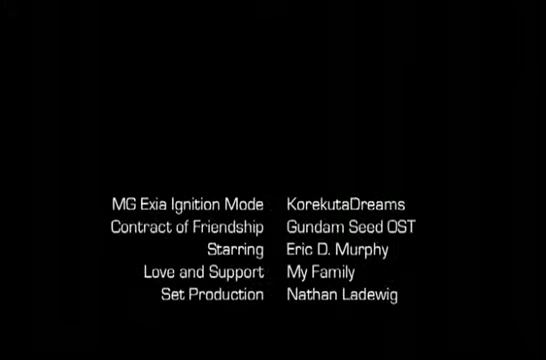 MG Exia Ignition Mode KorekutaDreams
Contract of Friendship Gundam Seed OST
Starring Eric D. Murphy
Love and Support My Family
Set Production Nathan Ladewig